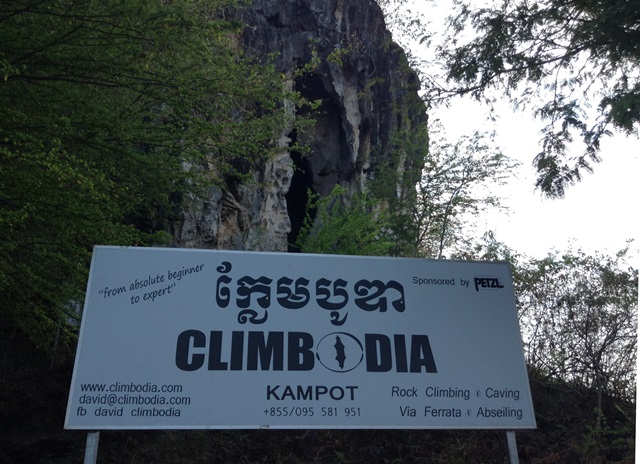 "from absolute beginner
to expert"
ក្លែមបូឌា
Sponsored by PETZL
CLIMBODIA
www.climbodia.com
david@climbodia.com
fb david climbodia
KAMPOT
+855/095 581 951
Rock Climbing Caving
Via Ferrata Abseiling